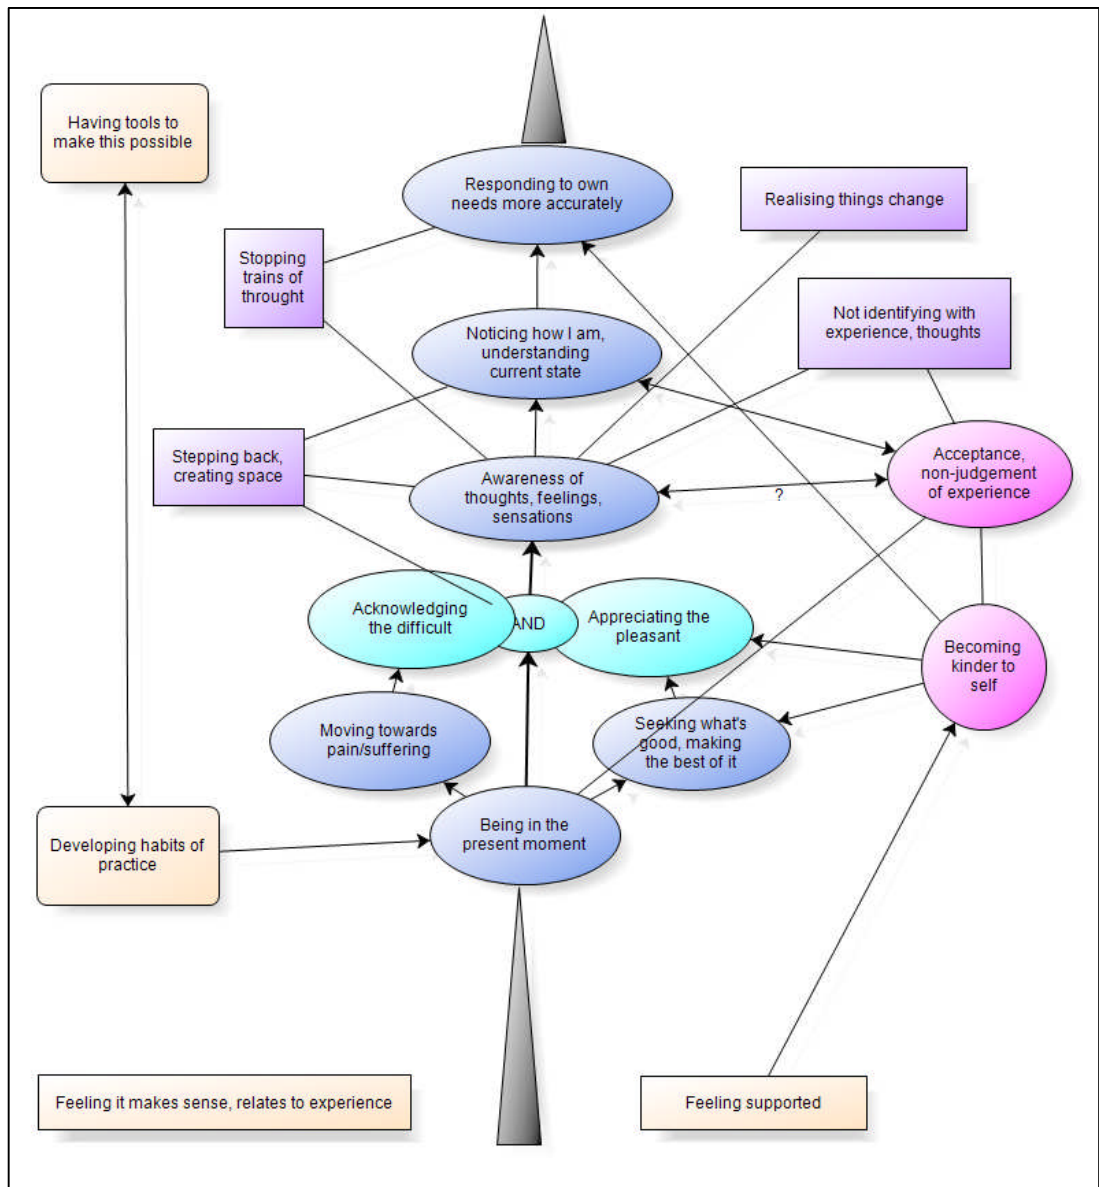 Having tools to
make this possible
Responding to own
needs more accurately
Realising things change
Stopping
trains of
throught
Noticing how I am,
understanding
current state
Not identifying with
experience, thoughts
Stepping back,
creating space
Awareness of
thoughts, feelings,
sensations
?
Acceptance,
non-judgement
of experience
Acknowledging
the difficult
AND
Appreciating the
pleasant
Becoming
kinder to
self
Moving towards
pain/suffering
Seeking what's
good, making
the best of it
Developing habits of
practice
Being in the
present moment
Feeling it makes sense, relates to experience
Feeling supported